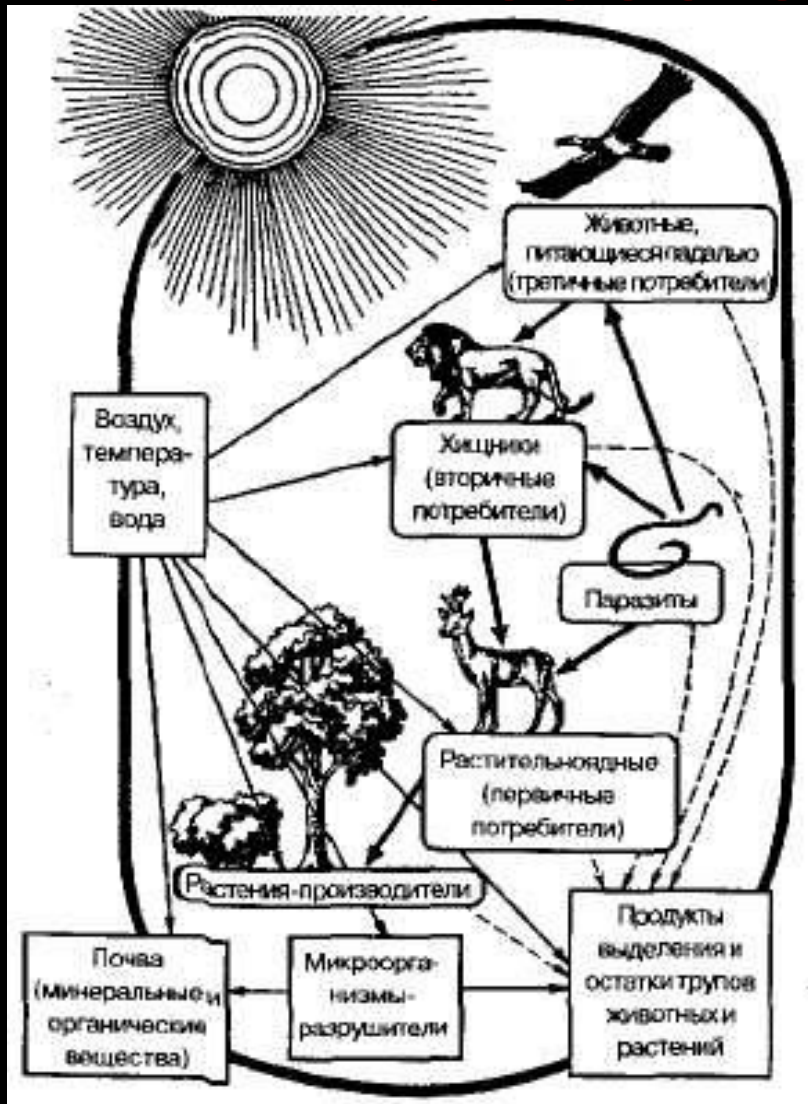 Животные,
питающиеся падалью
(третичные потребители)
Воздух,
темпера-
тура,
вода
Хищники
(вторичные
потребители)
Паразиты
Растительноядные
(первичные
потребители)
Растения-производители
Почва
(минеральные и
органические
вещества)
Микроорга-
низмы-
разрушители
Продукты
выделения и
остатки трупов
животных и
растений